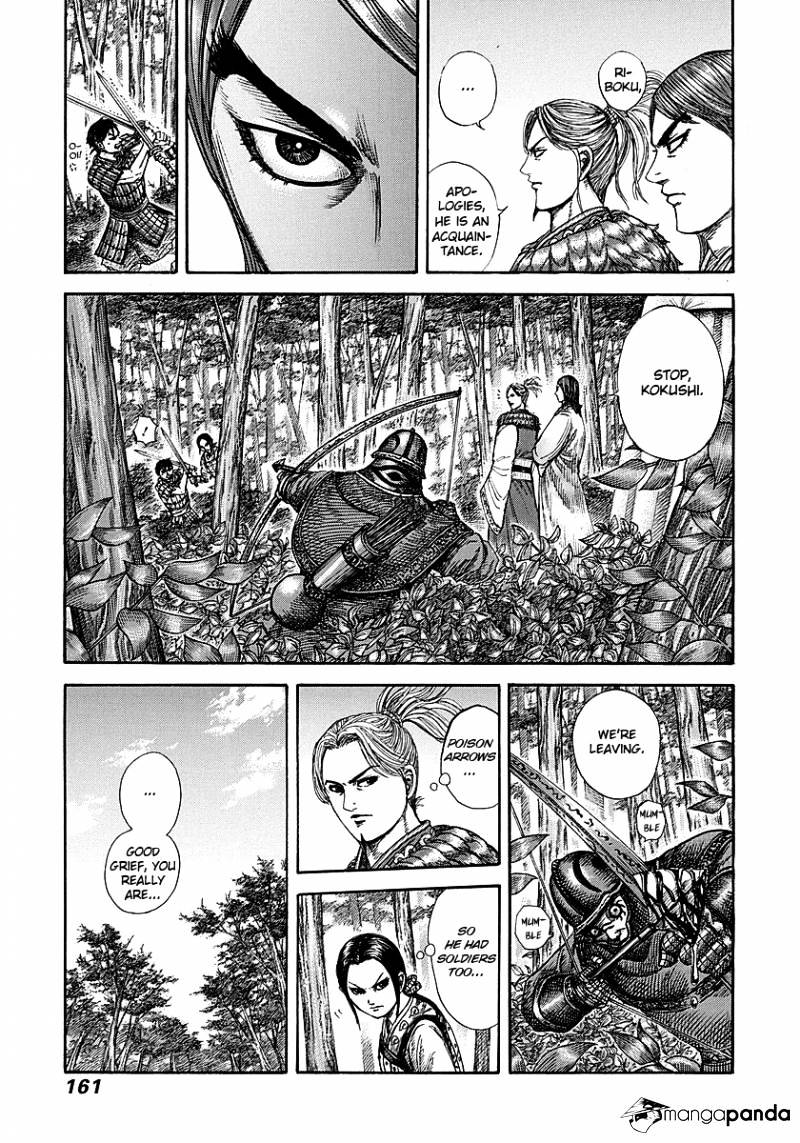 RI-
BOKU,
...
APO-
LOGIES,
HE IS AN
ACQUAIN-
TANCE.
O-
OI!
STOP,
KOKUSHI.
WE'RE
LEAVING.
MUM-
BLE
MUM-
BLE
POISON
ARROWS
...
SO
HE HAD
SOLDIERS
TOO...
...
GOOD
GRIEF, YOU
REALLY
ARE...
161
mangapanda